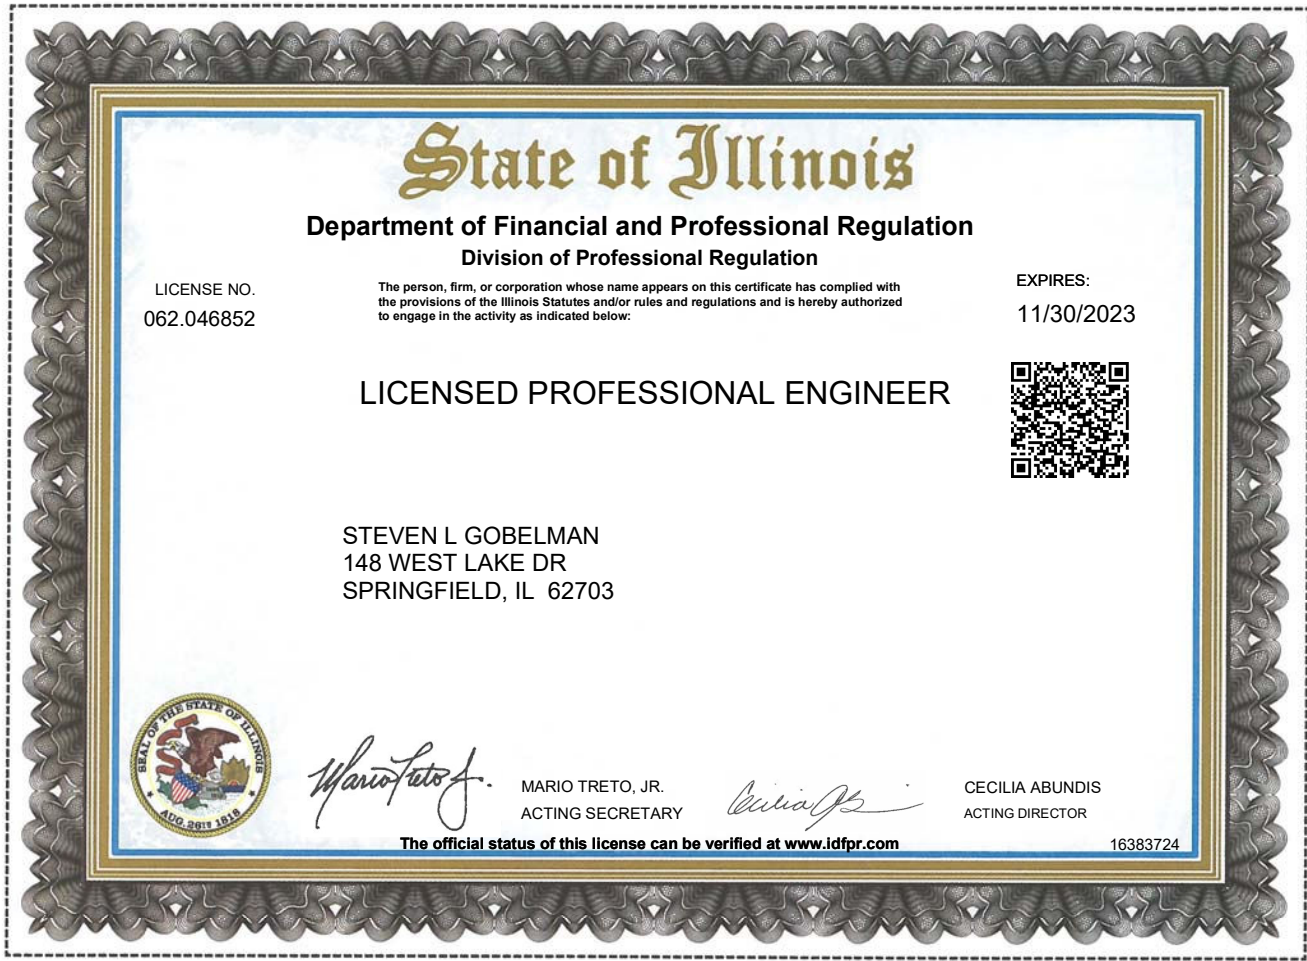 State of Illinois
Department of Financial and Professional Regulation
Division of Professional Regulation
LICENSE NO.
062.046852
The person, firm, or corporation whose name appears on this certificate has complied with
the provisions of the Illinois Statutes and/or rules and regulations and is hereby authorized
to engage in the activity as indicated below:
EXPIRES:
11/30/2023
LICENSED PROFESSIONAL ENGINEER
STEVEN L GOBELMAN
148 WEST LAKE DR
SPRINGFIELD, IL 62703
SEAL OF THE STATE OF ILLINOIS
AUG. 26TH 1818
Mario Treto Jr.
MARIO TRETO, JR.
ACTING SECRETARY
Cecilia
CECILIA ABUNDIS
ACTING DIRECTOR
The official status of this license can be verified at www.idfpr.com
16383724